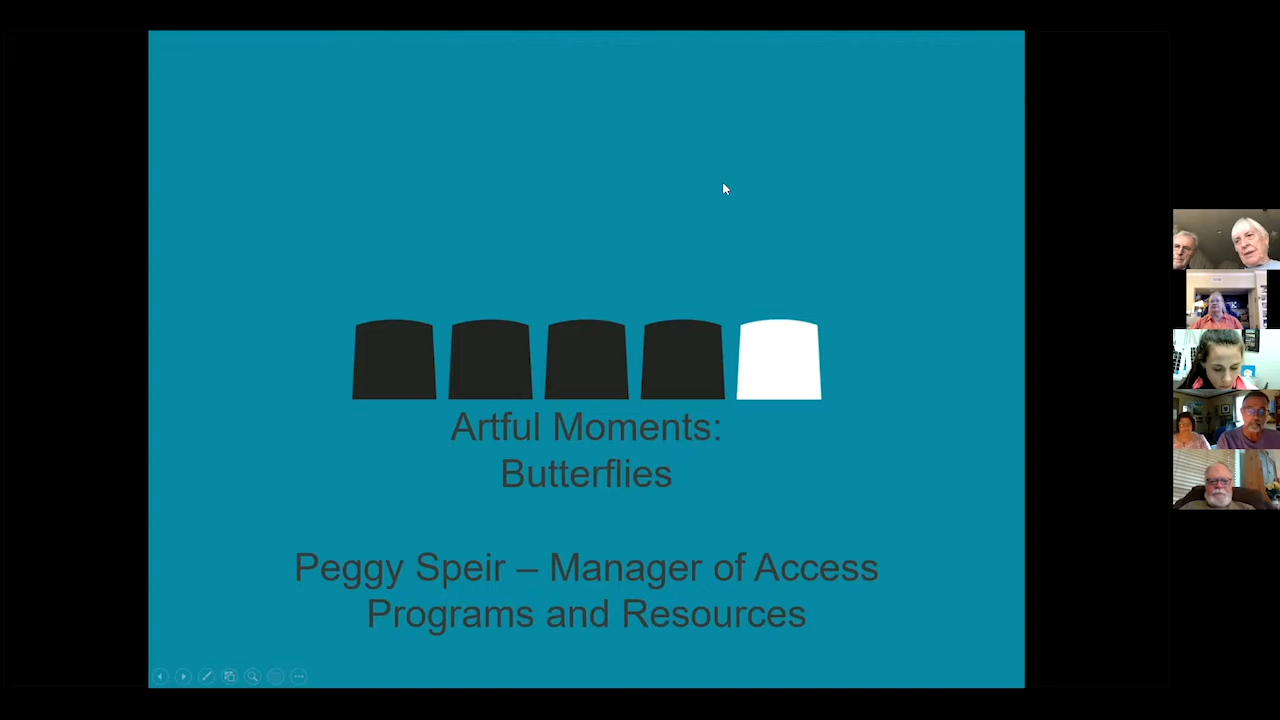 Artful Moments:
Butterflies
Peggy Speir – Manager of Access
Programs and Resources